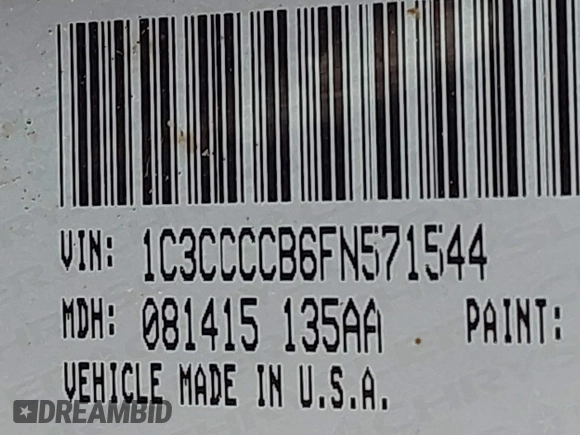 VIN: 1C3CCCCB6FN571544
MDH: 081415 135AA PAINT:
VEHICLE MADE IN U.S.A.
DREAMBID